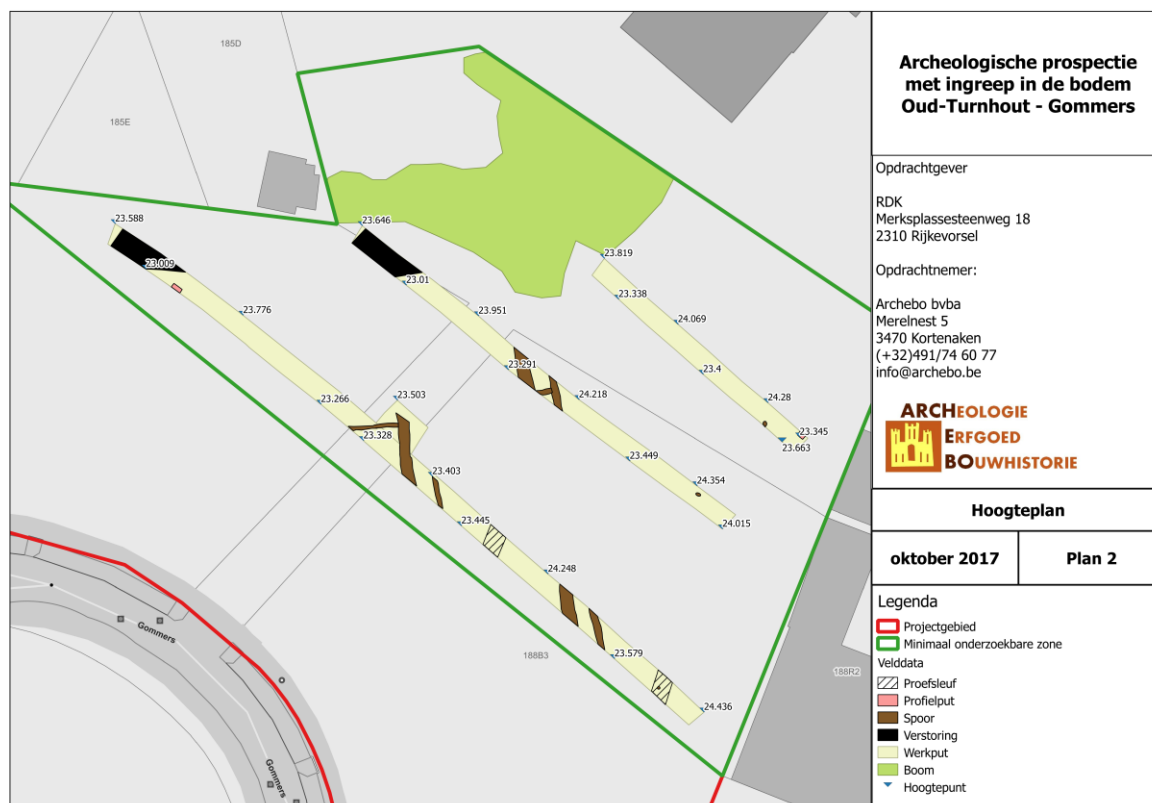 185D
185E
23.588
23.009
23.776
23.266
23.503
23.328
23.403
23.445
24.248
23.579
24.436
23.646
23.01
23.951
23.291
24.218
23.449
24.354
24.015
23.819
23.338
24.069
23.4
24.28
23.345
23.663
188B3
188R2
Gommers
Gommers
Archeologische prospectie
met ingreep in de bodem
Oud-Turnhout - Gommers
Opdrachtgever
RDK
Merksplassesteenweg 18
2310 Rijkevorsel
Opdrachtnemer:
Archebo bvba
Merelnest 5
3470 Kortenaken
(+32)491/74 60 77
info@archebo.be
ARCHEOLOGIE
ERFGOED
BOUWHISTORIE
Hoogteplan
oktober 2017
Plan 2
Legenda
Projectgebied
Minimaal onderzoekbare zone
Velddata
Proefsleuf
Profielput
Spoor
Verstoring
Werkput
Boom
Hoogtepunt